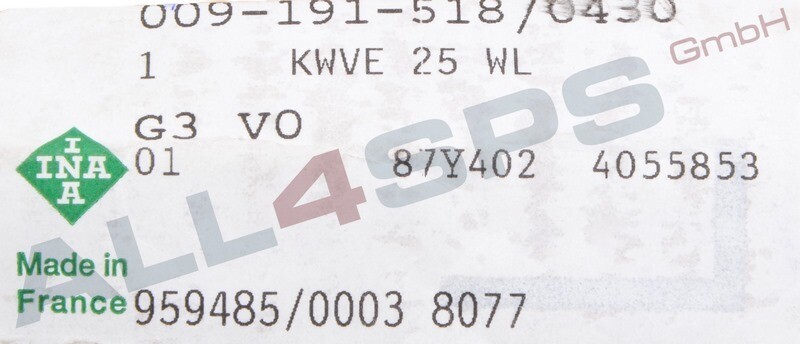 009-191-518/0430
1 KWVE 25 WL
G3 VO
INA
INA
01 87Y402 4055853
Made in
France
959485/0003 8077
ALL4SPS GmbH